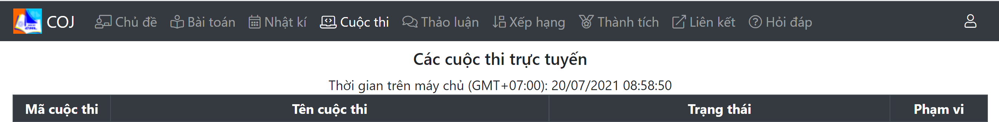 COJ Chủ đề Bài toán Nhật kí Cuộc thi Thảo luận Xếp hạng Thành tích Liên kết Hỏi đáp
Các cuộc thi trực tuyến
Thời gian trên máy chủ (GMT+07:00): 20/07/2021 08:58:50
Mã cuộc thi Tên cuộc thi Trạng thái Phạm vi